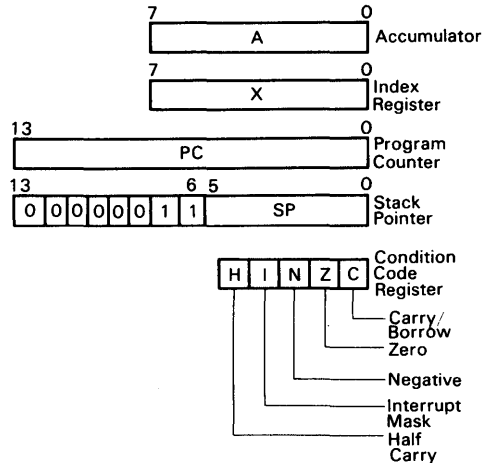 7 0
A Accumulator
7 0
X Index
Register
13 0
PC Program
Counter
13 6 5 0
0 0 0 0 0 0 1 1 SP Stack
Pointer
Condition
Code
Register
H I N Z C
Carry/
Borrow
Zero
Negative
Interrupt
Mask
Half
Carry